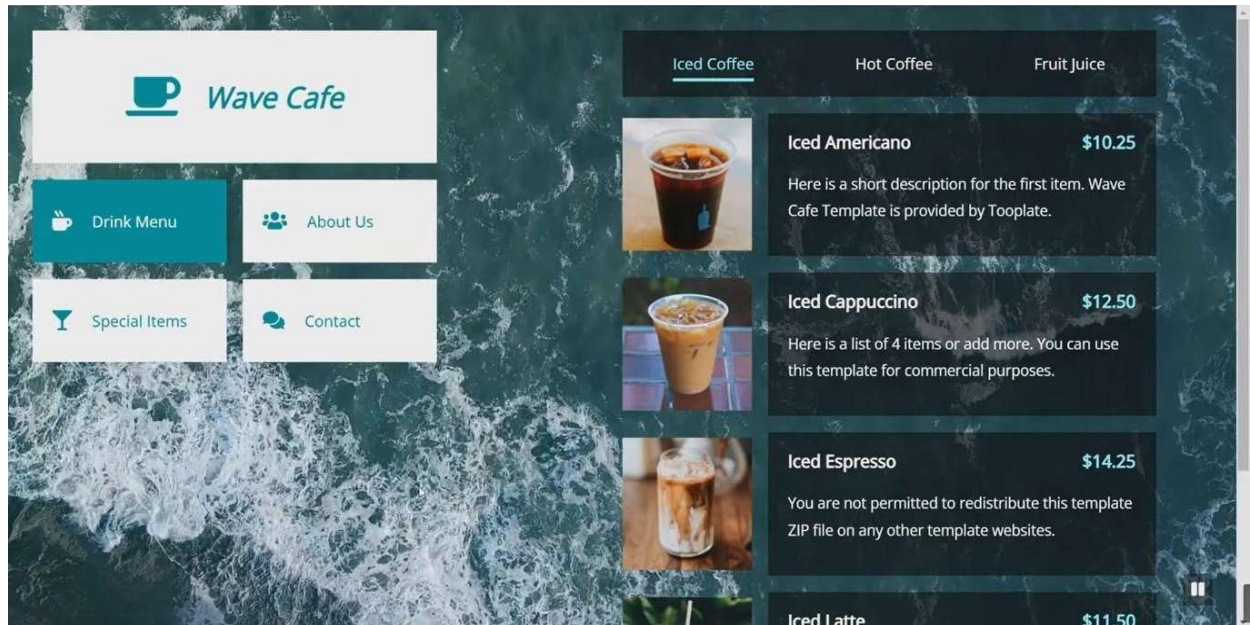 Wave Cafe
Drink Menu
About Us
Special Items
Contact
Iced Coffee
Hot Coffee
Fruit Juice
Iced Americano $10.25
Here is a short description for the first item. Wave
Cafe Template is provided by Tooplate.
Iced Cappuccino $12.50
Here is a list of 4 items or add more. You can use
this template for commercial purposes.
Iced Espresso $14.25
You are not permitted to redistribute this template
ZIP file on any other template websites.
Iced Latte $11.50